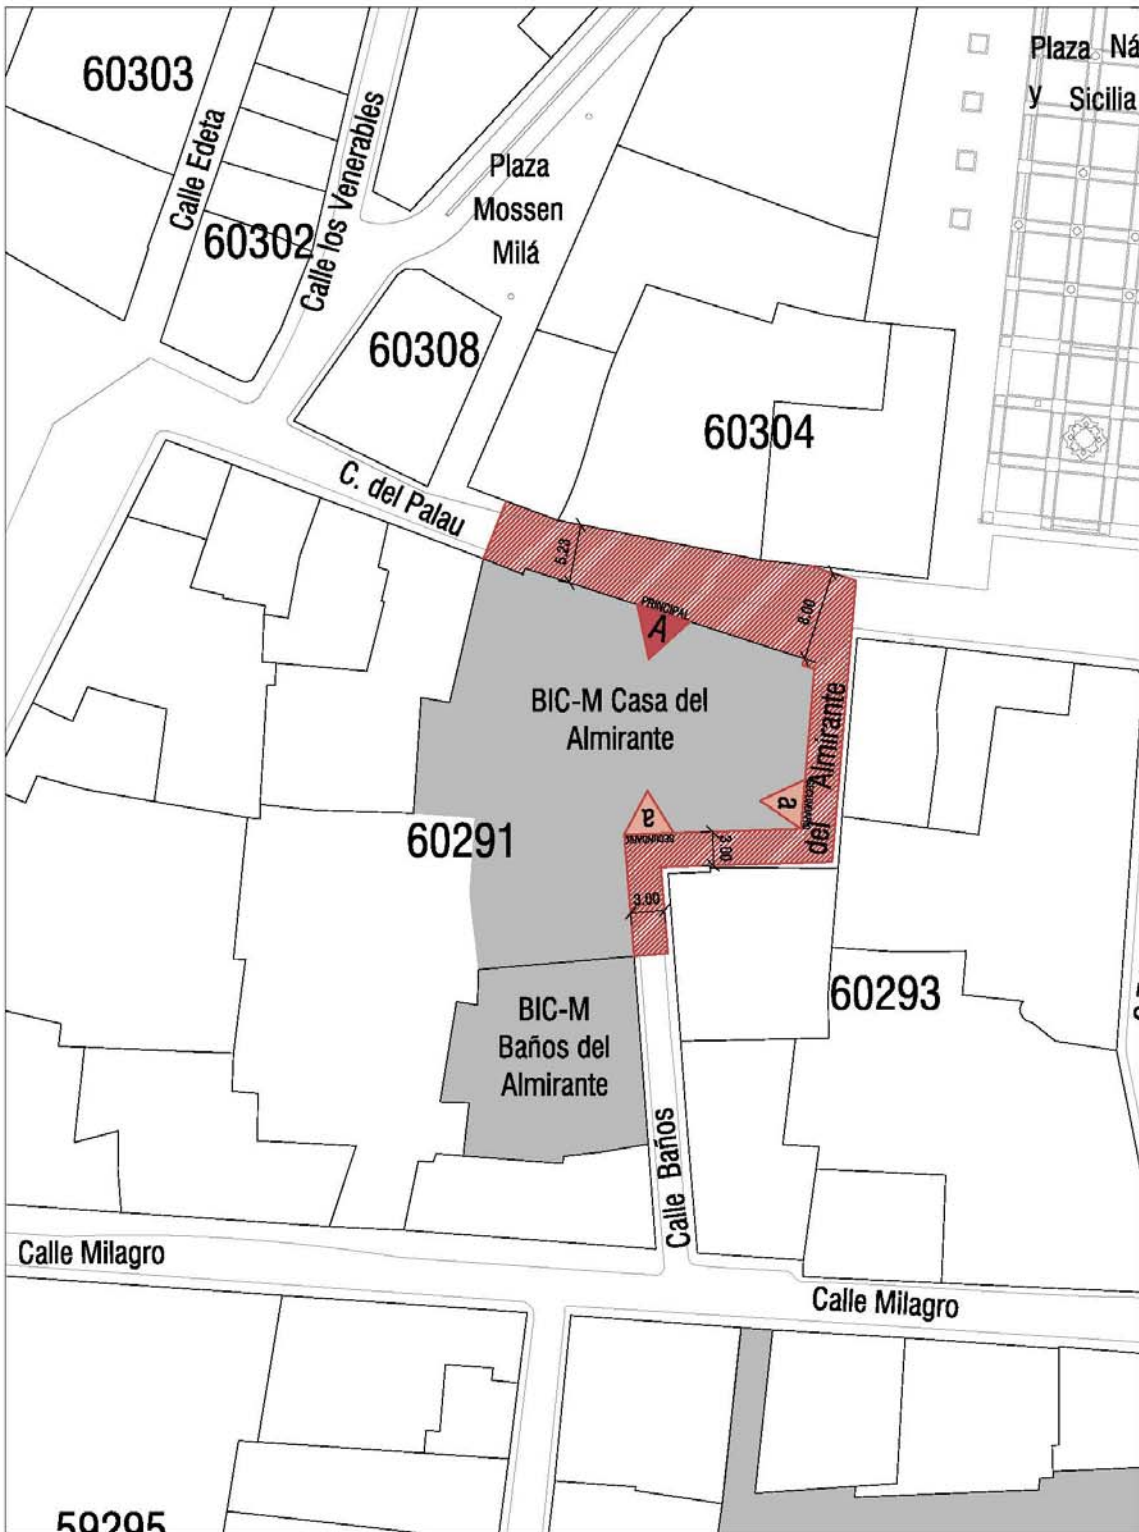 60303
Calle Edeta
60302
Calle los Venerables
Plaza
Mossen
Milá
Plaza Ná
y Sicilia
60308
60304
C. del Palau
5.23
8.00
PRINCIPAL
A
BIC-M Casa del
Almirante
del Almirante
a
a
SECUNDARIO
3.00
3.00
60291
60293
BIC-M
Baños del
Almirante
Calle Baños
Calle Milagro
Calle Milagro
59295